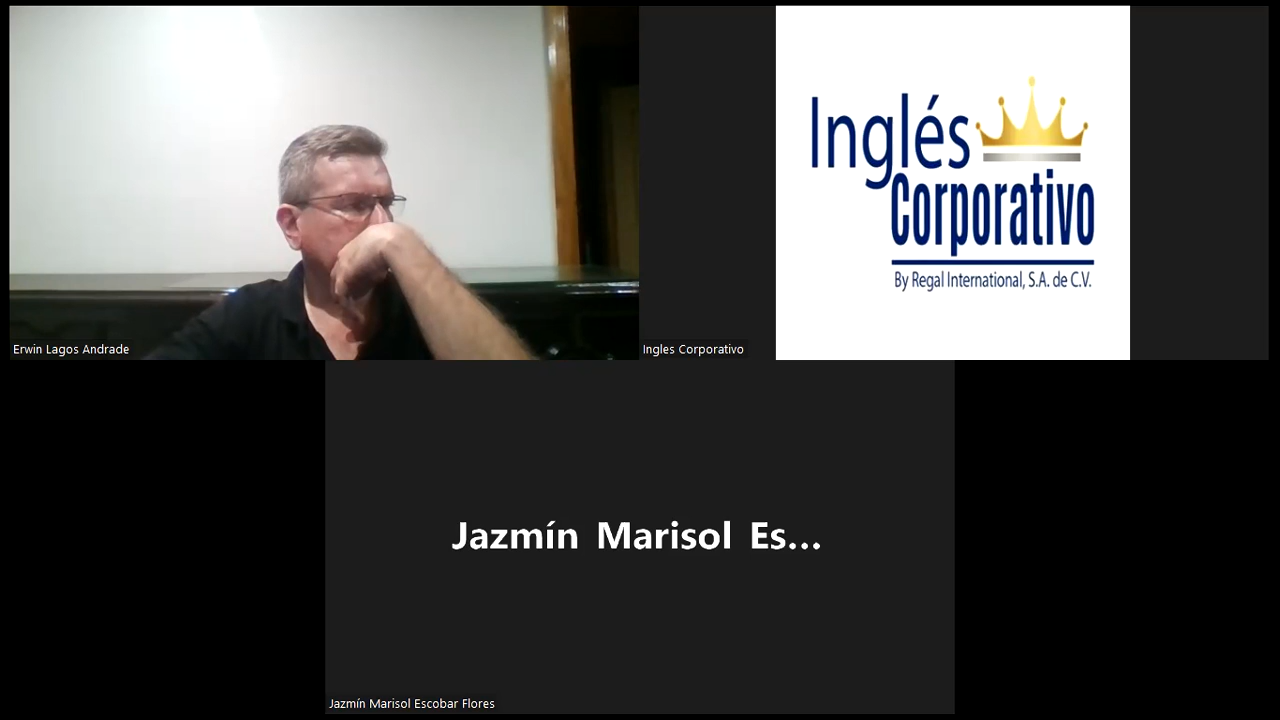 Inglés
Corporativo
By Regal International, S.A. de C.V.
Erwin Lagos Andrade
Ingles Corporativo
Jazmín Marisol Es...
Jazmín Marisol Escobar Flores